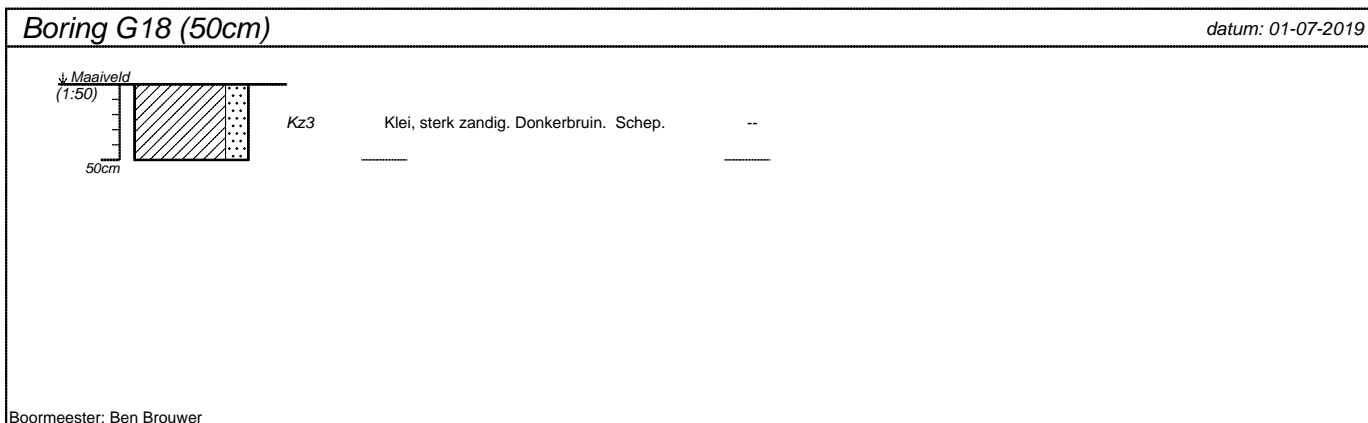 Boring G18 (50cm)
datum: 01-07-2019
Maaiveld
(1:50)
Kz3 Klei, sterk zandig. Donkerbruin. Schep. --
50cm
Boormeester: Ben Brouwer